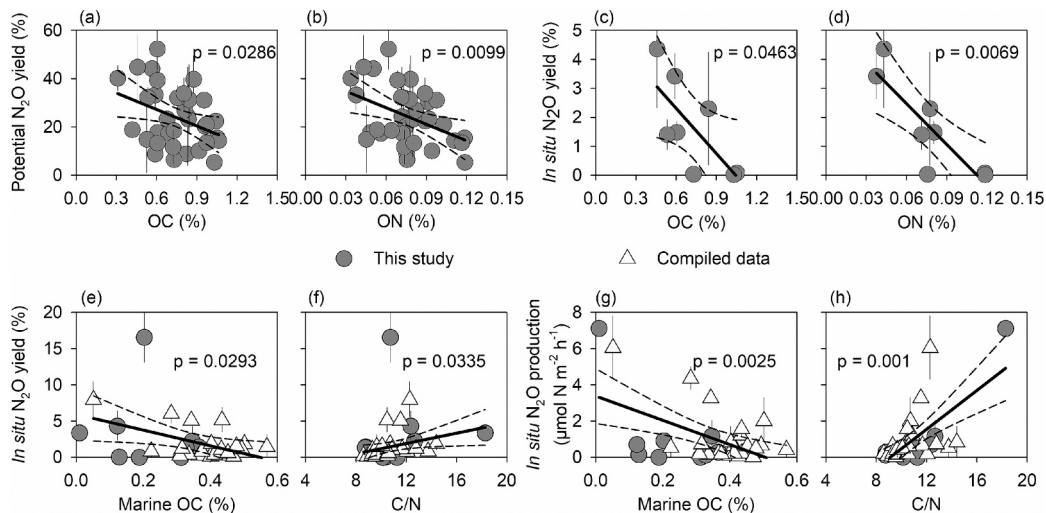 (a) (b) (c) (d)
Potential N₂O yield (%)
60
40
20
0
p = 0.0286
0.0 0.3 0.6 0.9 1.2
OC (%)
p = 0.0099
0.00 0.03 0.06 0.09 0.12 0.15
ON (%)
In situ N₂O yield (%)
5
4
3
2
1
0
p = 0.0463
0.0 0.3 0.6 0.9 1.2
OC (%)
p = 0.0069
0.00 0.03 0.06 0.09 0.12 0.15
ON (%)
This study
Compiled data
(e) (f) (g) (h)
In situ N₂O yield (%)
20
15
10
5
0
p = 0.0293
0.0 0.2 0.4 0.6
Marine OC (%)
p = 0.0335
4 8 12 16 20
C/N
In situ N₂O production
(μmol N m⁻² h⁻¹)
8
6
4
2
0
p = 0.0025
0.0 0.2 0.4 0.6
Marine OC (%)
p = 0.001
4 8 12 16 20
C/N